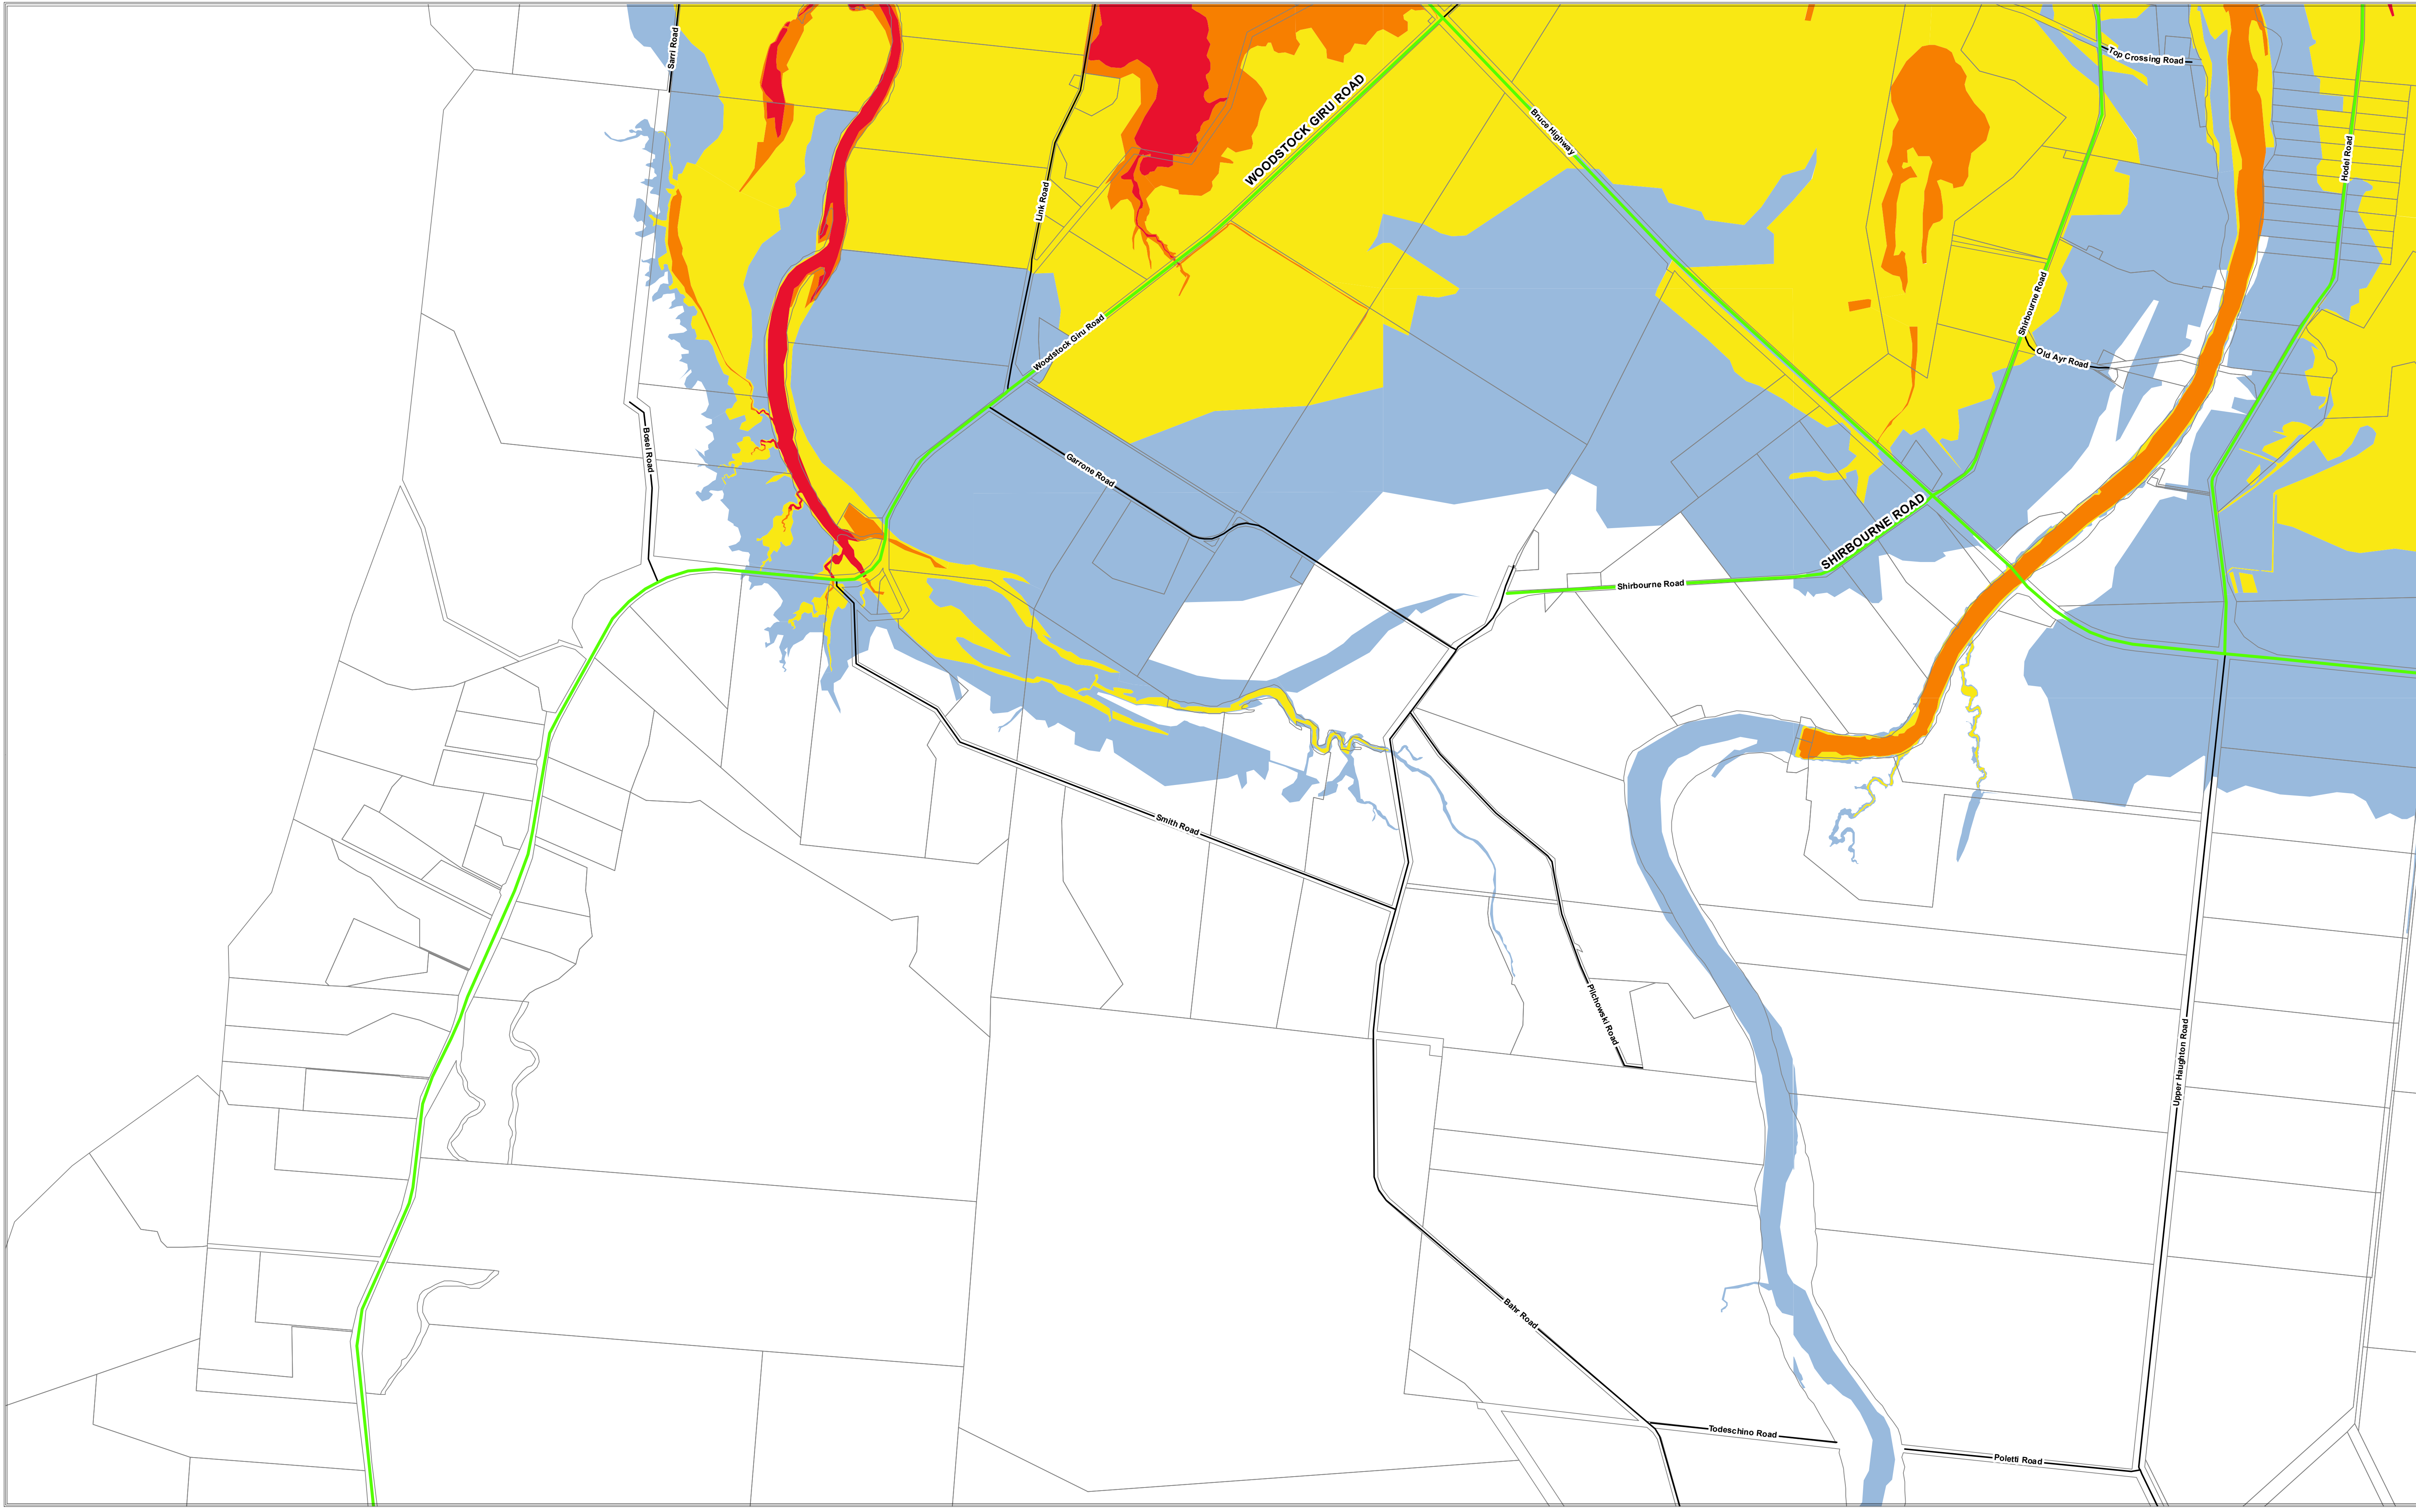 Sarri Road
Top Crossing Road
WOODSTOCK GIRU ROAD
Bruce Highway
Hodel Road
Link Road
Shirbourne Road
Woodstock Giru Road
Old Ayr Road
Bosel Road
Garrone Road
SHIRBOURNE ROAD
Shirbourne Road
Smith Road
Pilchowski Road
Upper Haughton Road
Bahr Road
Todeschino Road
Poletti Road